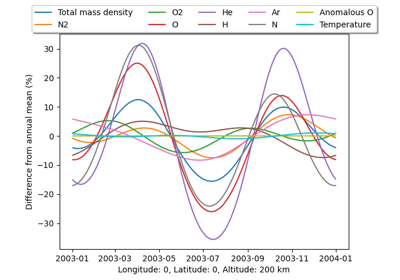 Total mass density O2 He Ar Anomalous O
N2 O H N Temperature
Difference from annual mean (%)
30
20
10
0
−10
−20
−30
2003-01 2003-03 2003-05 2003-07 2003-09 2003-11 2004-01
Longitude: 0, Latitude: 0, Altitude: 200 km